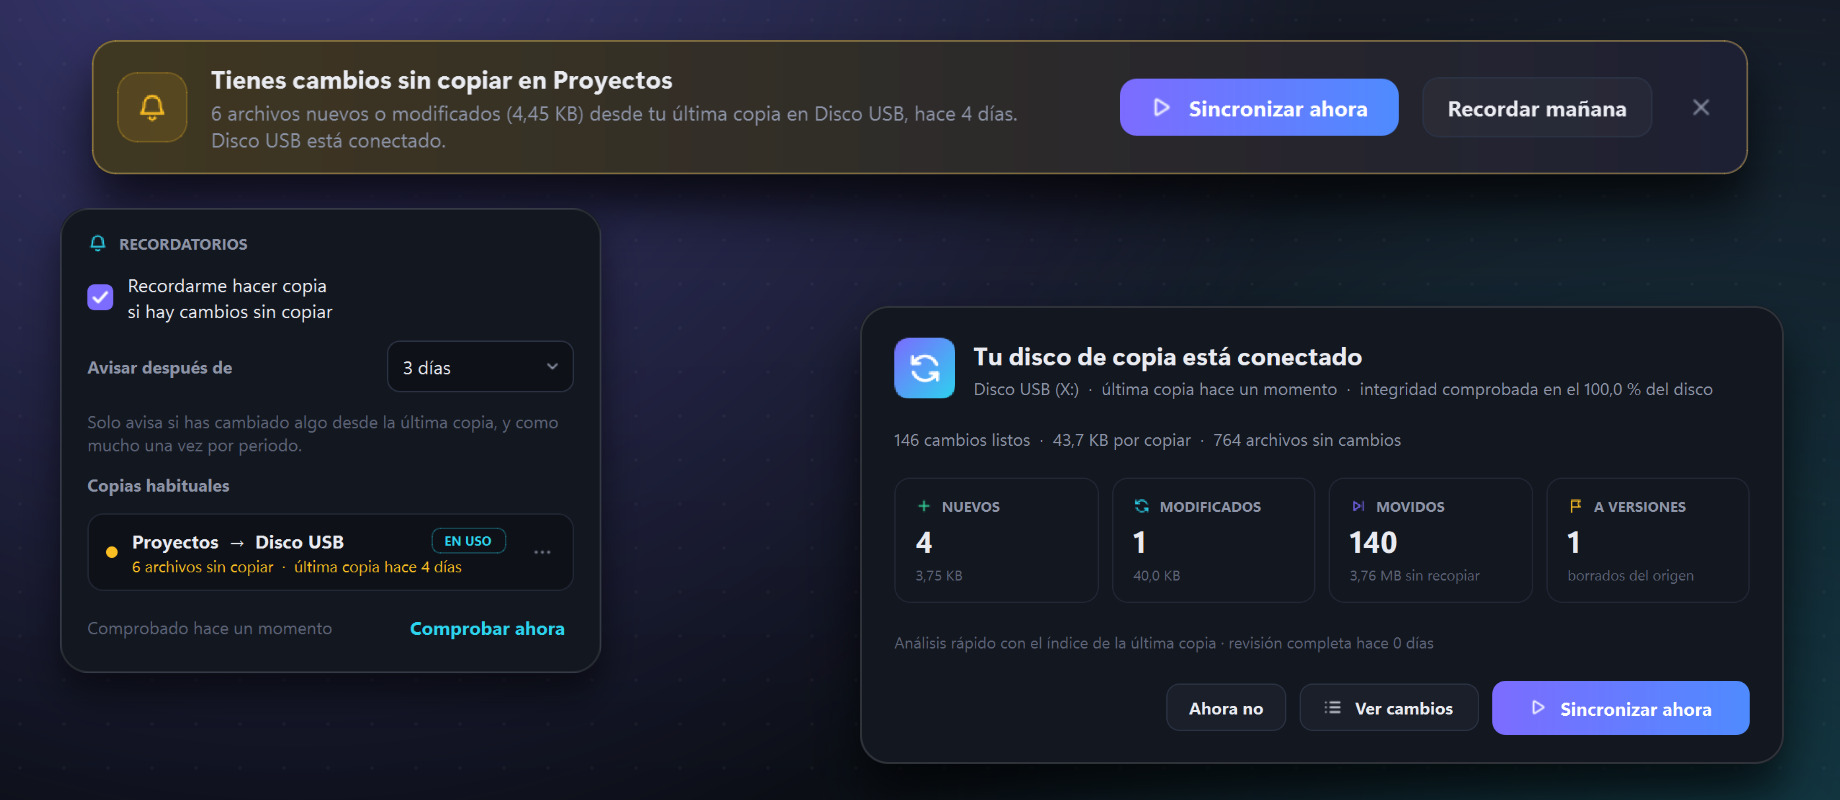 Tienes cambios sin copiar en Proyectos
6 archivos nuevos o modificados (4,45 KB) desde tu última copia en Disco USB, hace 4 días.
Disco USB está conectado.
Sincronizar ahora
Recordar mañana
RECORDATORIOS
Recordarme hacer copia
si hay cambios sin copiar
Avisar después de
3 días
Solo avisa si has cambiado algo desde la última copia, y como
mucho una vez por periodo.
Copias habituales
Proyectos → Disco USB
EN USO
6 archivos sin copiar · última copia hace 4 días
Comprobado hace un momento
Comprobar ahora
Tu disco de copia está conectado
Disco USB (X:) · última copia hace un momento · integridad comprobada en el 100,0 % del disco
146 cambios listos · 43,7 KB por copiar · 764 archivos sin cambios
NUEVOS
4
3,75 KB
MODIFICADOS
1
40,0 KB
MOVIDOS
140
3,76 MB sin recopiar
A VERSIONES
1
borrados del origen
Análisis rápido con el índice de la última copia · revisión completa hace 0 días
Ahora no
Ver cambios
Sincronizar ahora